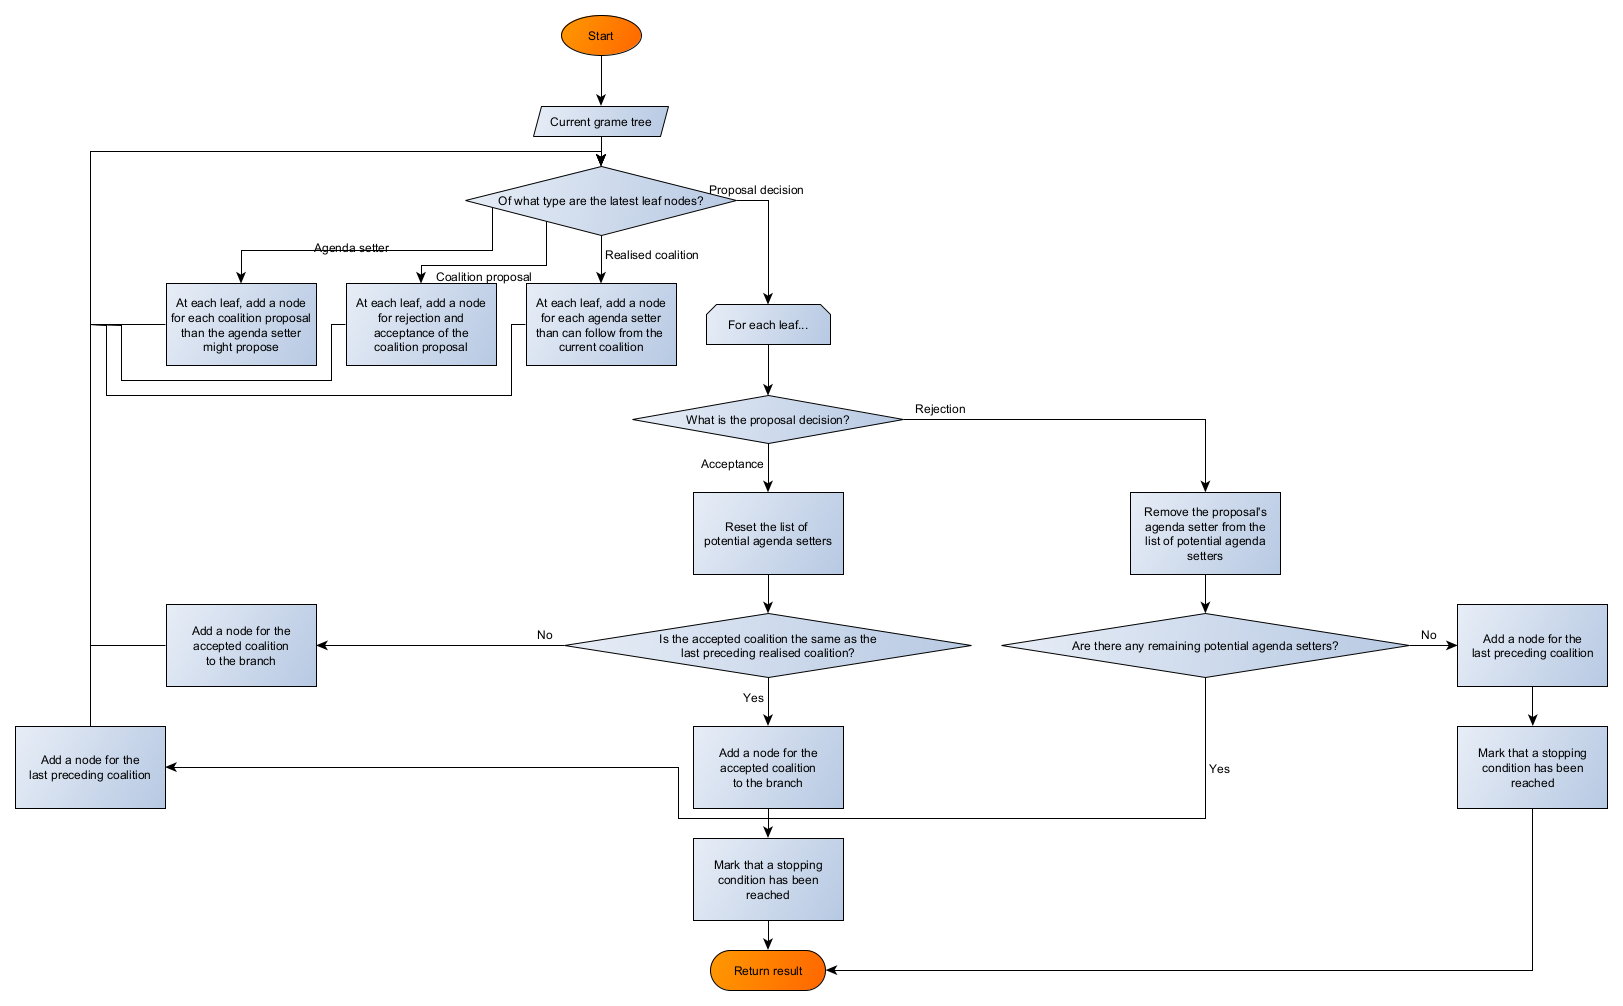 Start
Current grame tree
Of what type are the latest leaf nodes?
Proposal decision
Agenda setter
Coalition proposal
Realised coalition
At each leaf, add a node
for each coalition proposal
than the agenda setter
might propose
At each leaf, add a node
for rejection and
acceptance of the
coalition proposal
At each leaf, add a node
for each agenda setter
than can follow from the
current coalition
For each leaf...
What is the proposal decision?
Rejection
Acceptance
Reset the list of
potential agenda setters
Remove the proposal's
agenda setter from the
list of potential agenda
setters
Add a node for the
accepted coalition
to the branch
No
Is the accepted coalition the same as the
last preceding realised coalition?
Are there any remaining potential agenda setters?
No
Add a node for the
last preceding coalition
Yes
Add a node for the
last preceding coalition
Add a node for the
accepted coalition
to the branch
Yes
Mark that a stopping
condition has been
reached
Mark that a stopping
condition has been
reached
Return result